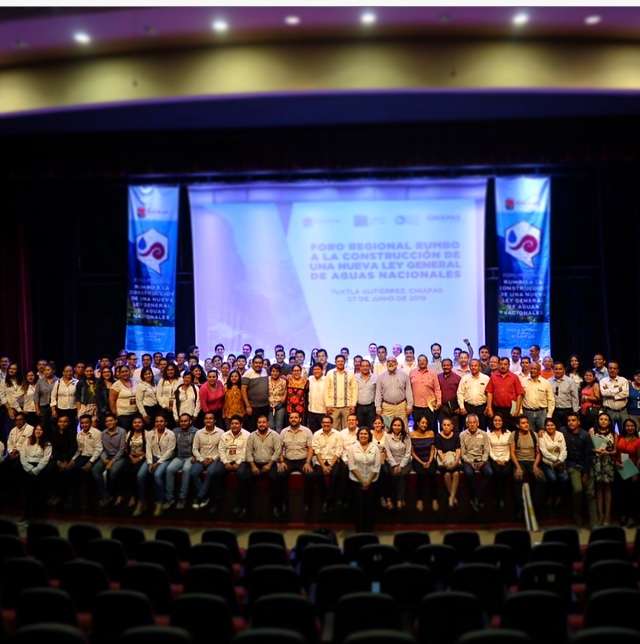 CHIAPAS
FORO REGIONAL RUMBO
A LA CONSTRUCCIÓN DE
UNA NUEVA LEY GENERAL
DE AGUAS NACIONALES
TUXTLA GUTIÉRREZ, CHIAPAS
07 DE JUNIO DE 2019
RUMBO A LA
CONSTRUCCIÓN
DE UNA NUEVA
LEY GENERAL
DE AGUAS
NACIONALES
RUMBO A LA
CONSTRUCCIÓN
DE UNA NUEVA
LEY GENERAL
DE AGUAS
NACIONALES